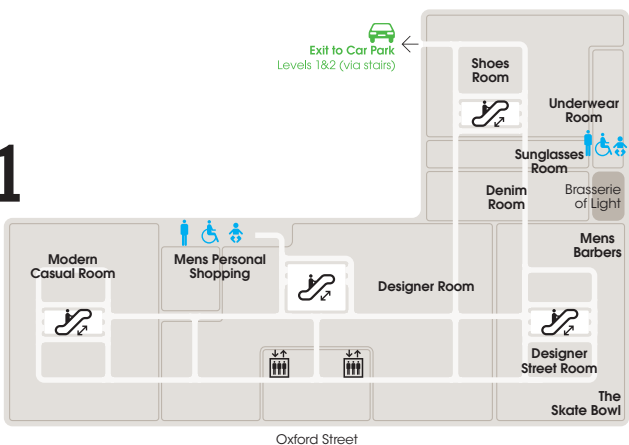 Exit to Car Park
Levels 1&2 (via stairs)
Shoes
Room
Underwear
Room
1
Sunglasses
Room
Denim
Room
Brasserie
of Light
Modern
Casual Room
Mens Personal
Shopping
Designer Room
Mens
Barbers
Designer
Street Room
The
Skate Bowl
Oxford Street